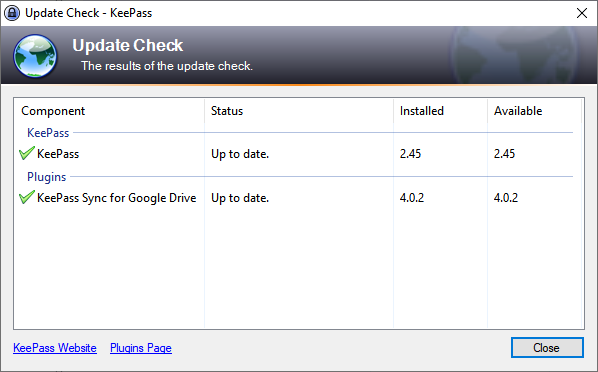 Update Check - KeePass
Update Check
The results of the update check.
Component Status Installed Available
KeePass
KeePass Up to date. 2.45 2.45
Plugins
KeePass Sync for Google Drive Up to date. 4.0.2 4.0.2
KeePass Website Plugins Page Close